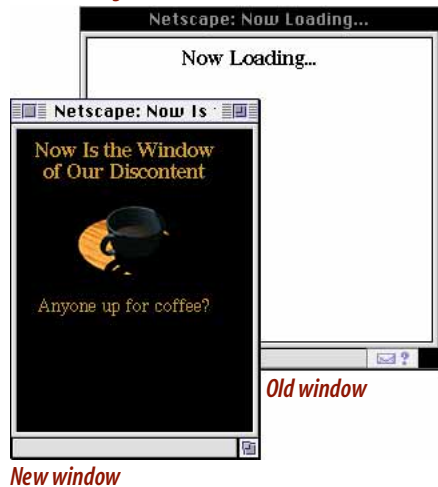 Netscape: Now Loading...
Now Loading...
Netscape: Now Is
Now Is the Window
of Our Discontent
Anyone up for coffee?
?
Old window
New window